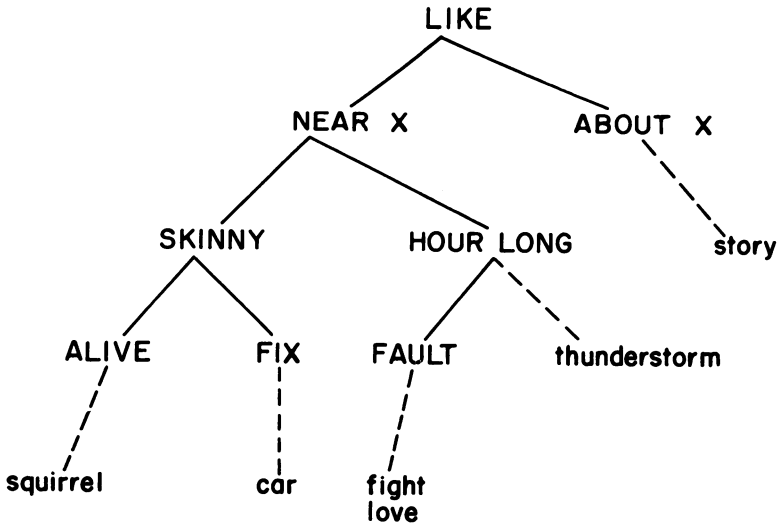 LIKE
NEAR X
ABOUT X
SKINNY
HOUR LONG
story
ALIVE
FIX
FAULT
thunderstorm
squirrel
car
fight
love